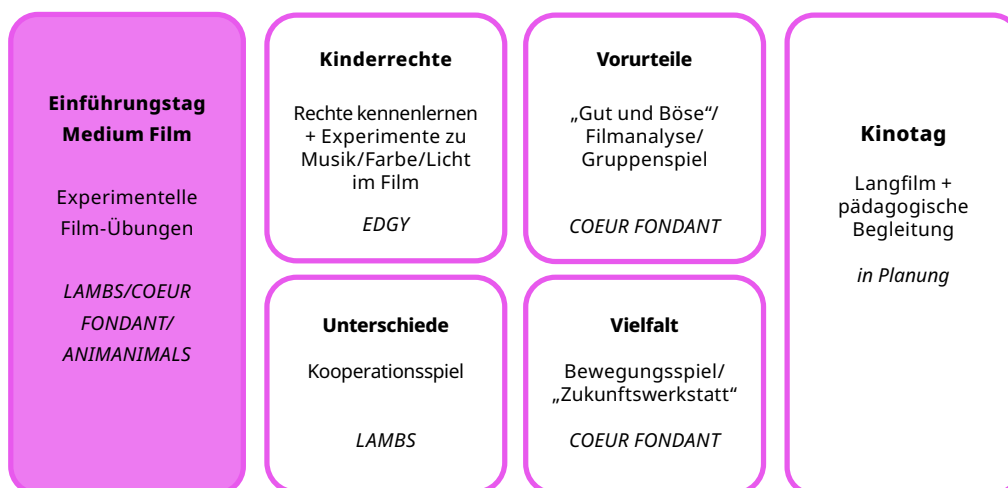 Einführungstag
Medium Film
Experimentelle
Film-Übungen
LAMBS/COEUR
FONDANT/
ANIMANIMALS
Kinderrechte
Rechte kennenlernen
+ Experimente zu
Musik/Farbe/Licht
im Film
EDGY
Vorurteile
„Gut und Böse“/
Filmanalyse/
Gruppenspiel
COEUR FONDANT
Unterschiede
Kooperationsspiel
LAMBS
Vielfalt
Bewegungsspiel/
„Zukunftswerkstatt“
COEUR FONDANT
Kinotag
Langfilm +
pädagogische
Begleitung
in Planung